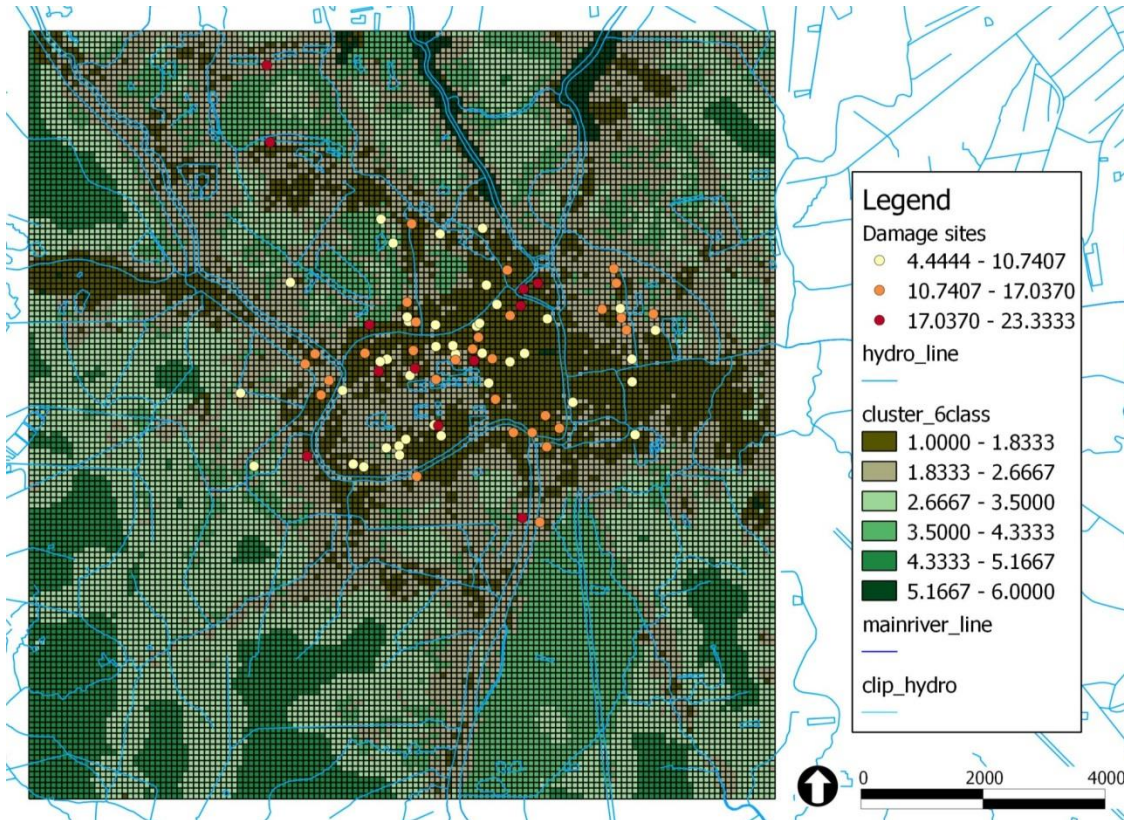 Legend
Damage sites
4.4444 - 10.7407
10.7407 - 17.0370
17.0370 - 23.3333
hydro_line
cluster_6class
1.0000 - 1.8333
1.8333 - 2.6667
2.6667 - 3.5000
3.5000 - 4.3333
4.3333 - 5.1667
5.1667 - 6.0000
mainriver_line
clip_hydro
0 2000 4000